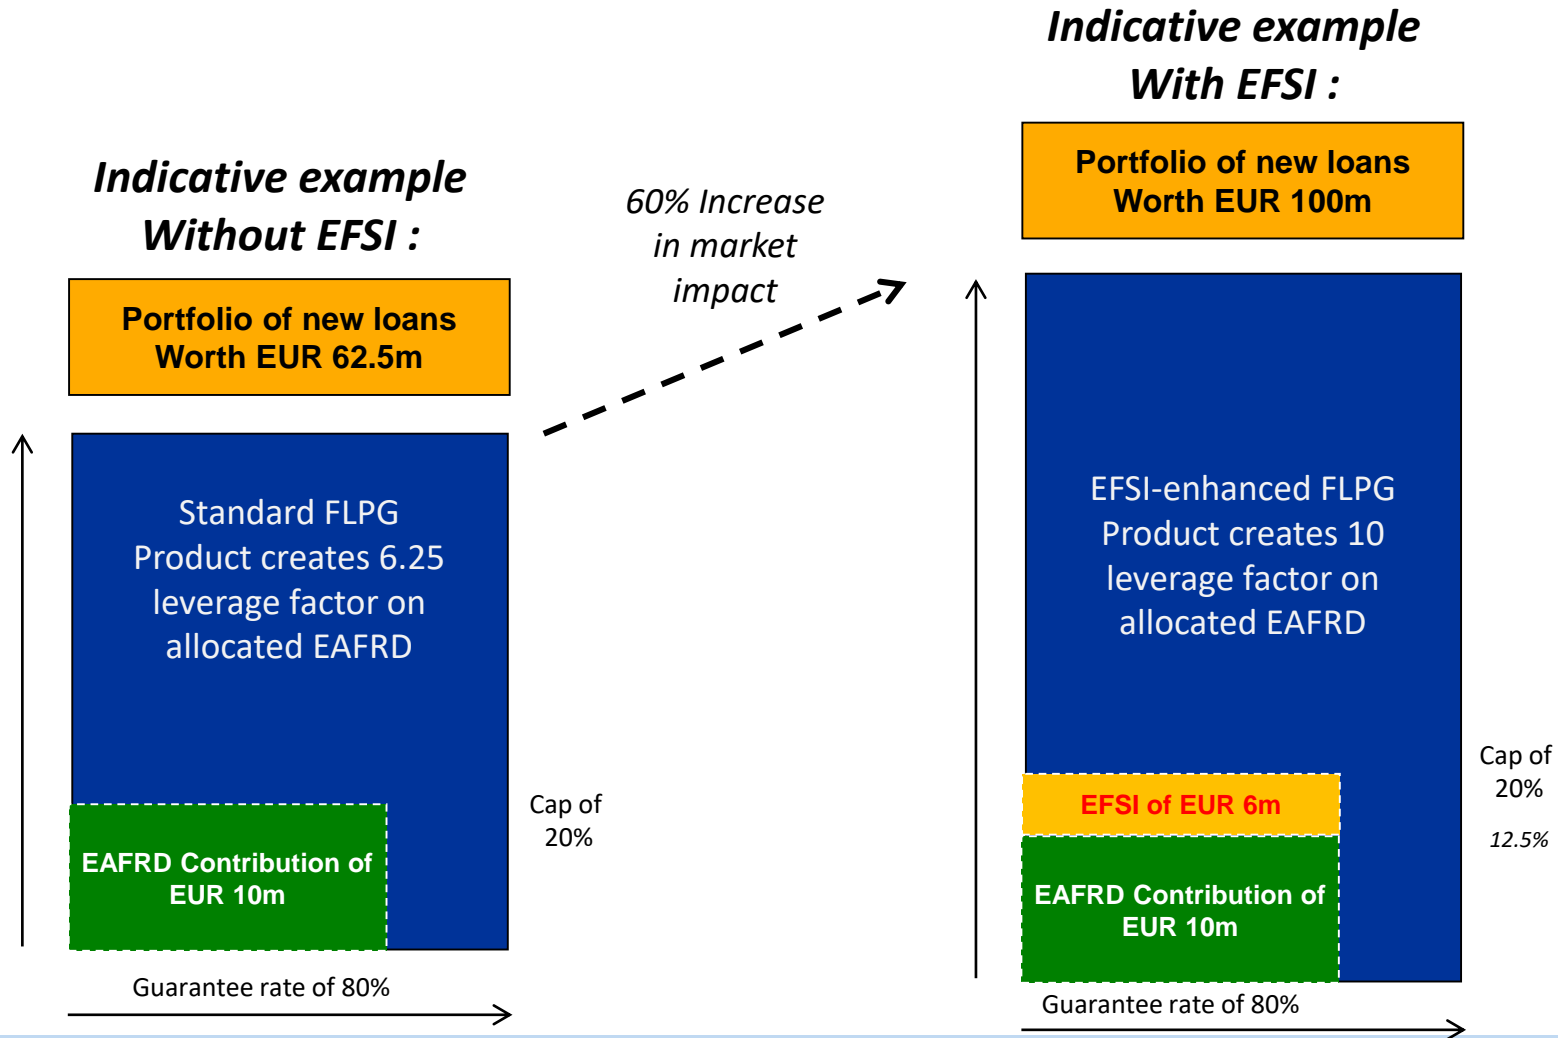 Indicative example
Without EFSI :
Portfolio of new loans
Worth EUR 62.5m
Standard FLPG
Product creates 6.25
leverage factor on
allocated EAFRD
EAFRD Contribution of
EUR 10m
Cap of
20%
Guarantee rate of 80%
60% Increase
in market
impact
Indicative example
With EFSI :
Portfolio of new loans
Worth EUR 100m
EFSI-enhanced FLPG
Product creates 10
leverage factor on
allocated EAFRD
EFSI of EUR 6m
EAFRD Contribution of
EUR 10m
Cap of
20%
12.5%
Guarantee rate of 80%